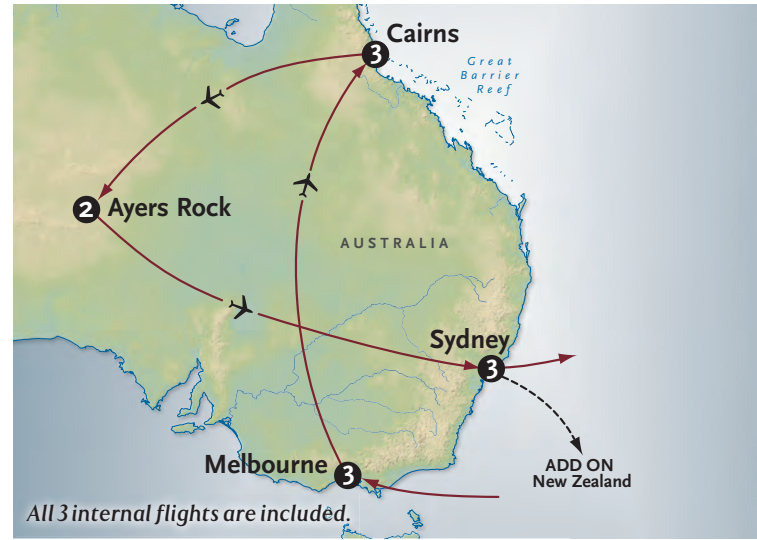 Cairns
3
Great
Barrier
Reef
2
Ayers Rock
AUSTRALIA
Sydney
3
Melbourne
3
ADD ON
New Zealand
All 3 internal flights are included.